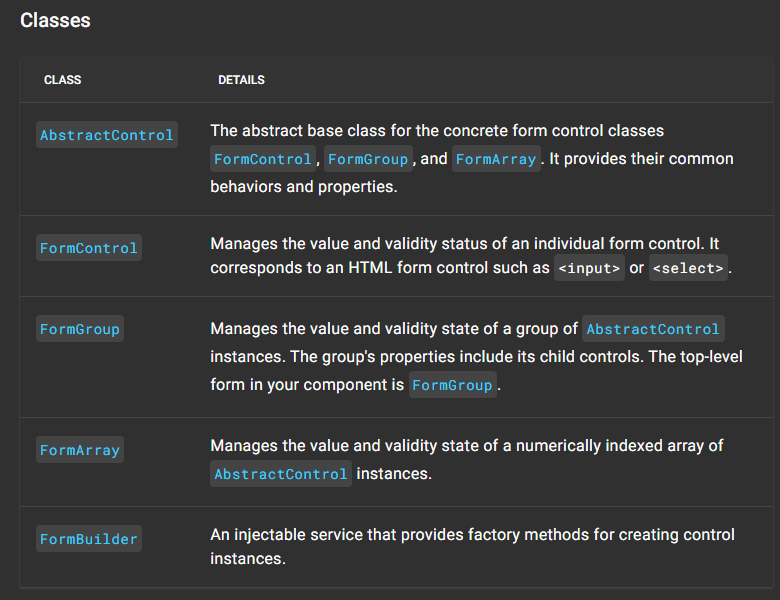 Classes
CLASS DETAILS
AbstractControl The abstract base class for the concrete form control classes
FormControl, FormGroup, and FormArray. It provides their common
behaviors and properties.
FormControl Manages the value and validity status of an individual form control. It
corresponds to an HTML form control such as <input> or <select>.
FormGroup Manages the value and validity state of a group of AbstractControl
instances. The group's properties include its child controls. The top-level
form in your component is FormGroup.
FormArray Manages the value and validity state of a numerically indexed array of
AbstractControl instances.
FormBuilder An injectable service that provides factory methods for creating control
instances.